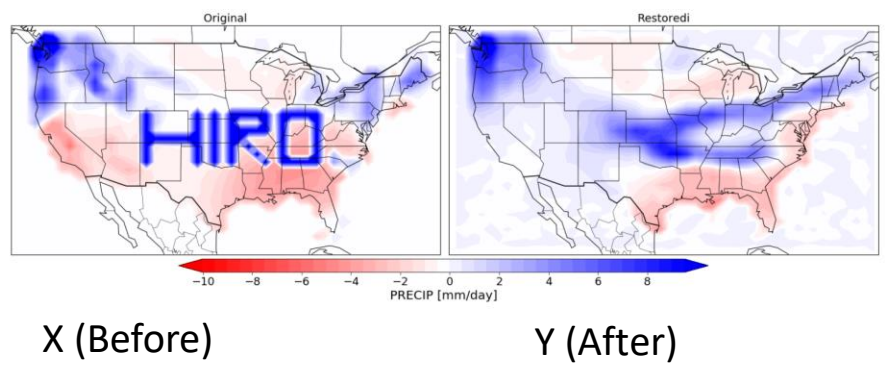 Original
Restoredi
HIRO
−10 −8 −6 −4 −2 0 2 4 6 8
PRECIP [mm/day]
X (Before)
Y (After)